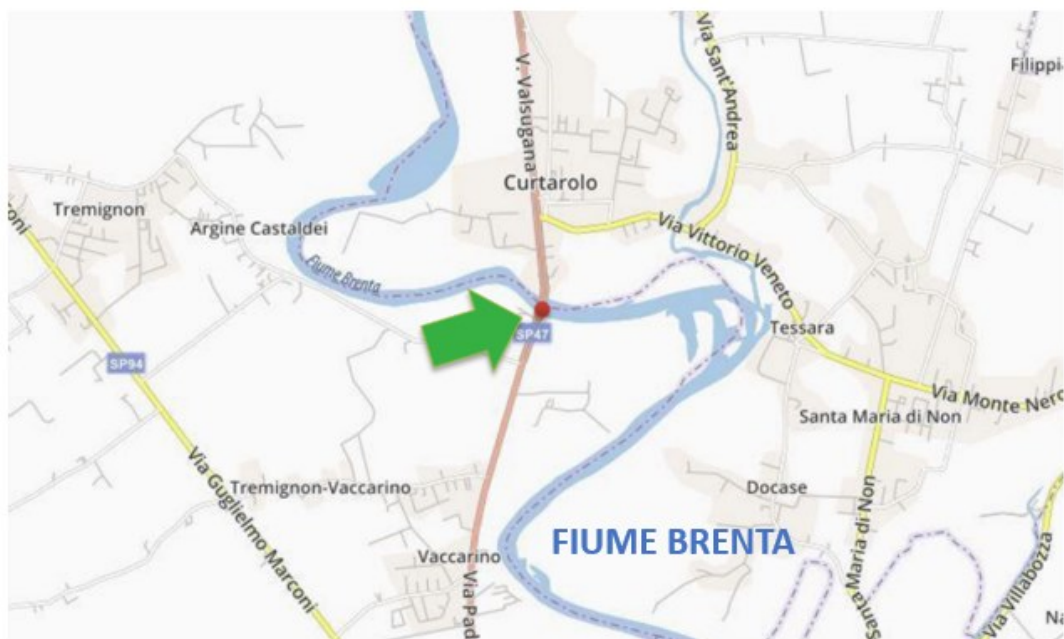 Filippi-
V. Valsugana
Via Sant'Andrea
Curtarolo
Tremignon
Argine Castaldei
Via Vittorio Veneto
Fiume Brenta
Tessara
SP47
SP94
coni
Via Guglielmo Marconi
Via Monte Nero
Santa Maria di Non
Tremignon-Vaccarino
Docase
FIUME BRENTA
Vaccarino
Via Pad
Santa Maria di Non
Via Villabozza
Na